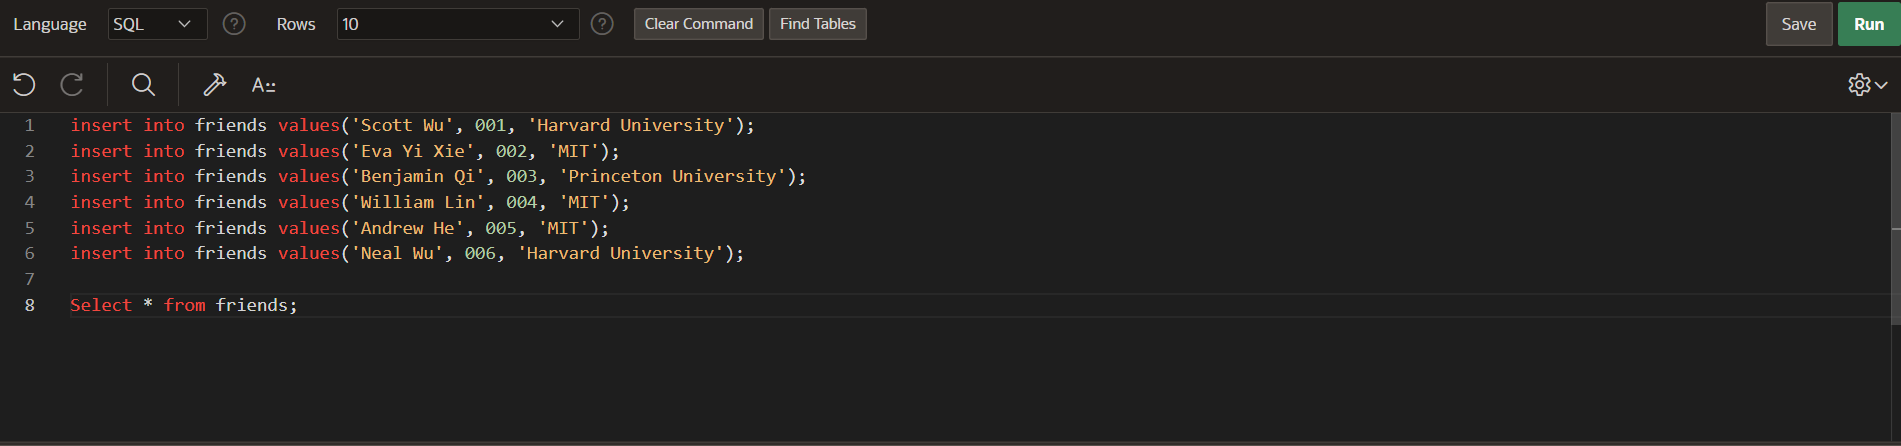 Language SQL ? Rows 10 ? Clear Command Find Tables Save Run
A::
1 insert into friends values('Scott Wu', 001, 'Harvard University');
2 insert into friends values('Eva Yi Xie', 002, 'MIT');
3 insert into friends values('Benjamin Qi', 003, 'Princeton University');
4 insert into friends values('William Lin', 004, 'MIT');
5 insert into friends values('Andrew He', 005, 'MIT');
6 insert into friends values('Neal Wu', 006, 'Harvard University');
7
8 Select * from friends;